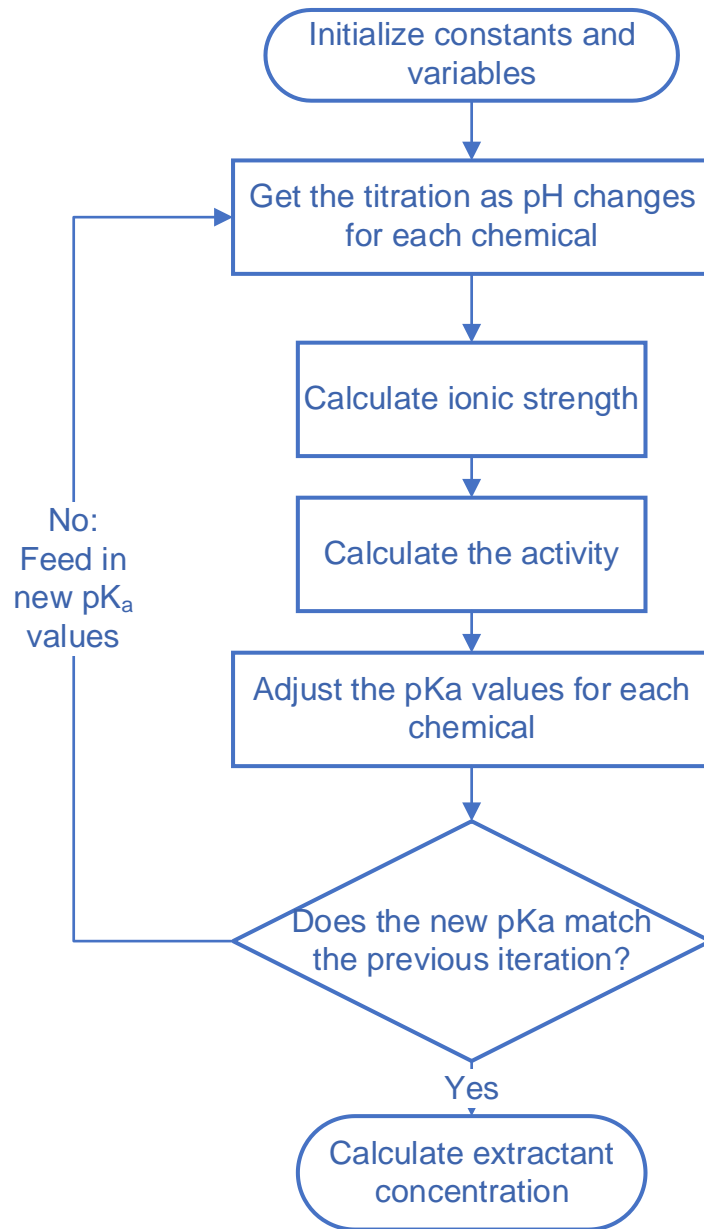 Initialize constants and
variables
Get the titration as pH changes
for each chemical
Calculate ionic strength
Calculate the activity
Adjust the pKa values for each
chemical
Does the new pKa match
the previous iteration?
No:
Feed in
new pKₐ
values
Yes
Calculate extractant
concentration